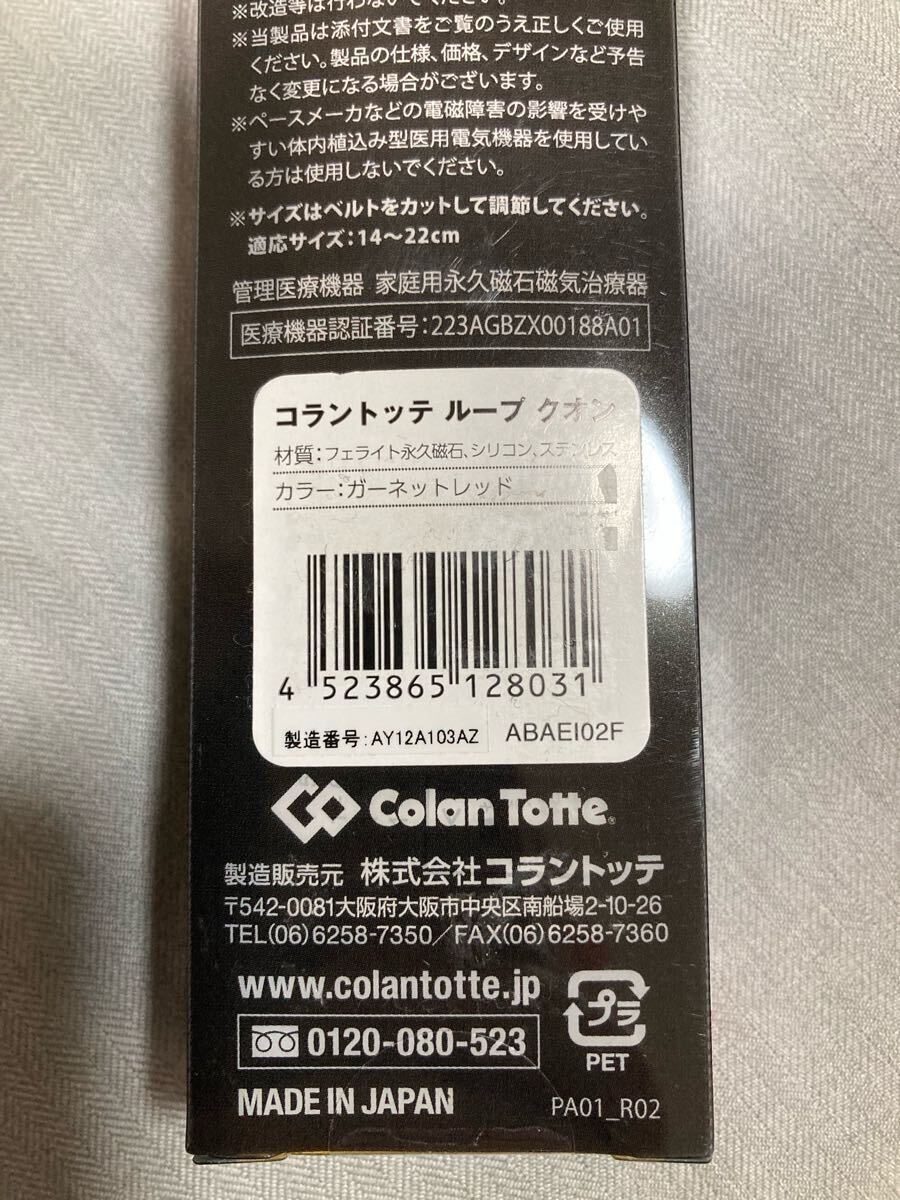 ※改造等は行わないでください。
※当製品は添付文書をご覧のうえ正しくご使用
ください。製品の仕様、価格、デザインなど予告
なく変更になる場合がございます。
※ペースメーカなどの電磁障害の影響を受けや
すい体内植込み型医用電気機器を使用してい
る方は使用しないでください。
※サイズはベルトをカットして調節してください。
適応サイズ:14〜22cm
管理医療機器 家庭用永久磁石磁気治療器
医療機器認証番号:223AGBZX00188A01
コラントッテ ループ クオン
材質:フェライト永久磁石、シリコン、ステンレス
カラー:ガーネットレッド
4 523865 128031
製造番号:AY12A103AZ ABAEI02F
Colan Totte®
製造販売元 株式会社コラントッテ
〒542-0081大阪府大阪市中央区南船場2-10-26
TEL(06)6258-7350/FAX(06)6258-7360
www.colantotte.jp
プラ
0120-080-523
PET
MADE IN JAPAN PA01_R02